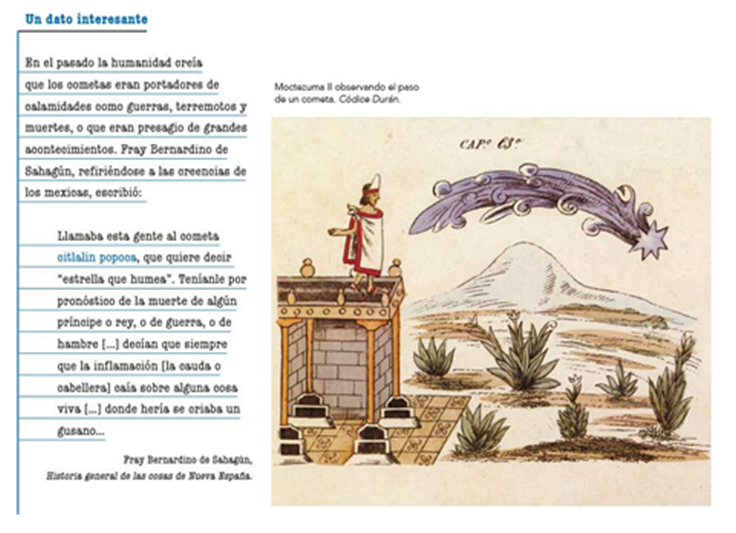 Un dato interesante
En el pasado la humanidad creía
que los cometas eran portadores de
calamidades como guerras, terremotos y
muertes, o que eran presagio de grandes
acontecimientos. Fray Bernardino de
Sahagún, refiriéndose a las creencias de
los mexicas, escribió:
Llamaba esta gente al cometa
citlalin popoca, que quiere decir
"estrella que humea". Teníanle por
pronóstico de la muerte de algún
príncipe o rey, o de guerra, o de
hambre [...] decían que siempre
que la inflamación [la cauda o
cabellera] caía sobre alguna cosa
viva [...] donde hería se criaba un
gusano...
Fray Bernardino de Sahagún,
Historia general de las cosas de Nueva España.
Moctezuma II observando el paso
de un cometa. Códice Durán.
CAP.º 63º